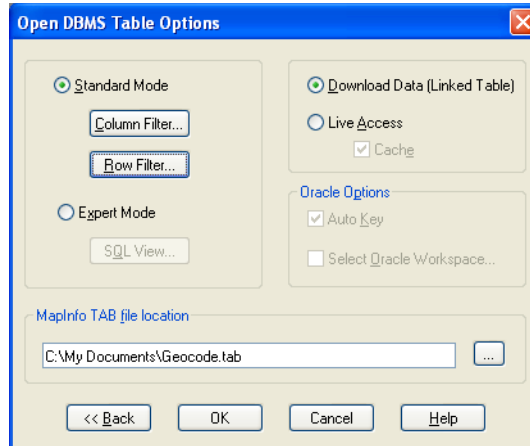 Open DBMS Table Options
Standard Mode
Column Filter...
Row Filter...
Expert Mode
SQL View...
Download Data (Linked Table)
Live Access
Cache
Oracle Options
Auto Key
Select Oracle Workspace...
MapInfo TAB file location
C:\My Documents\Geocode.tab
...
<< Back
OK
Cancel
Help